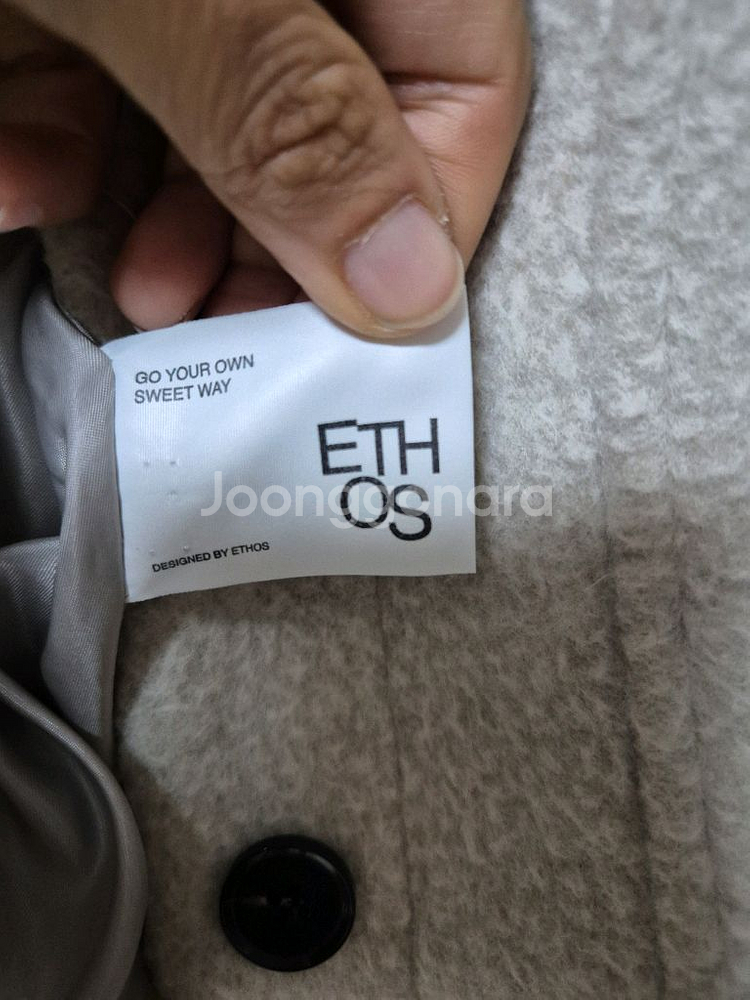 GO YOUR OWN
SWEET WAY
ETH
OS
Joonggonara
DESIGNED BY ETHOS